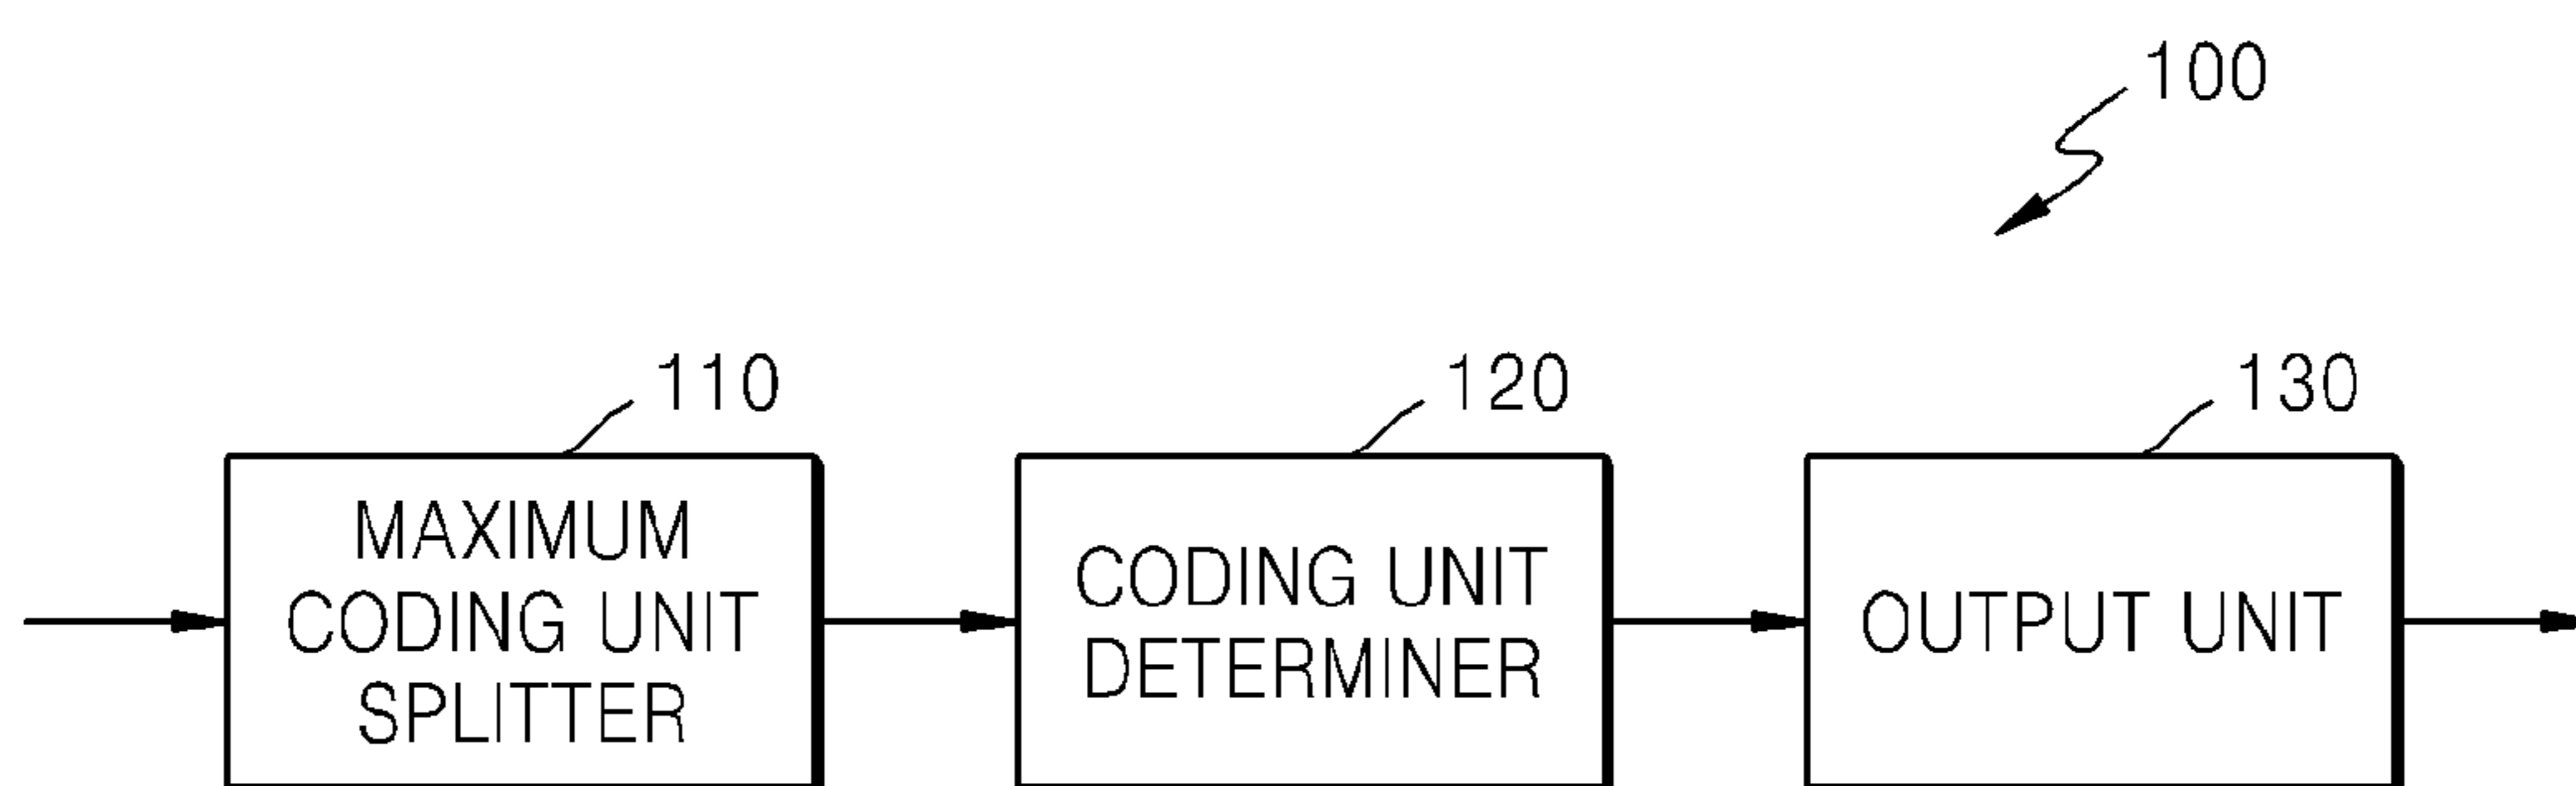 100
110
120
130
MAXIMUM
CODING UNIT
SPLITTER
CODING UNIT
DETERMINER
OUTPUT UNIT